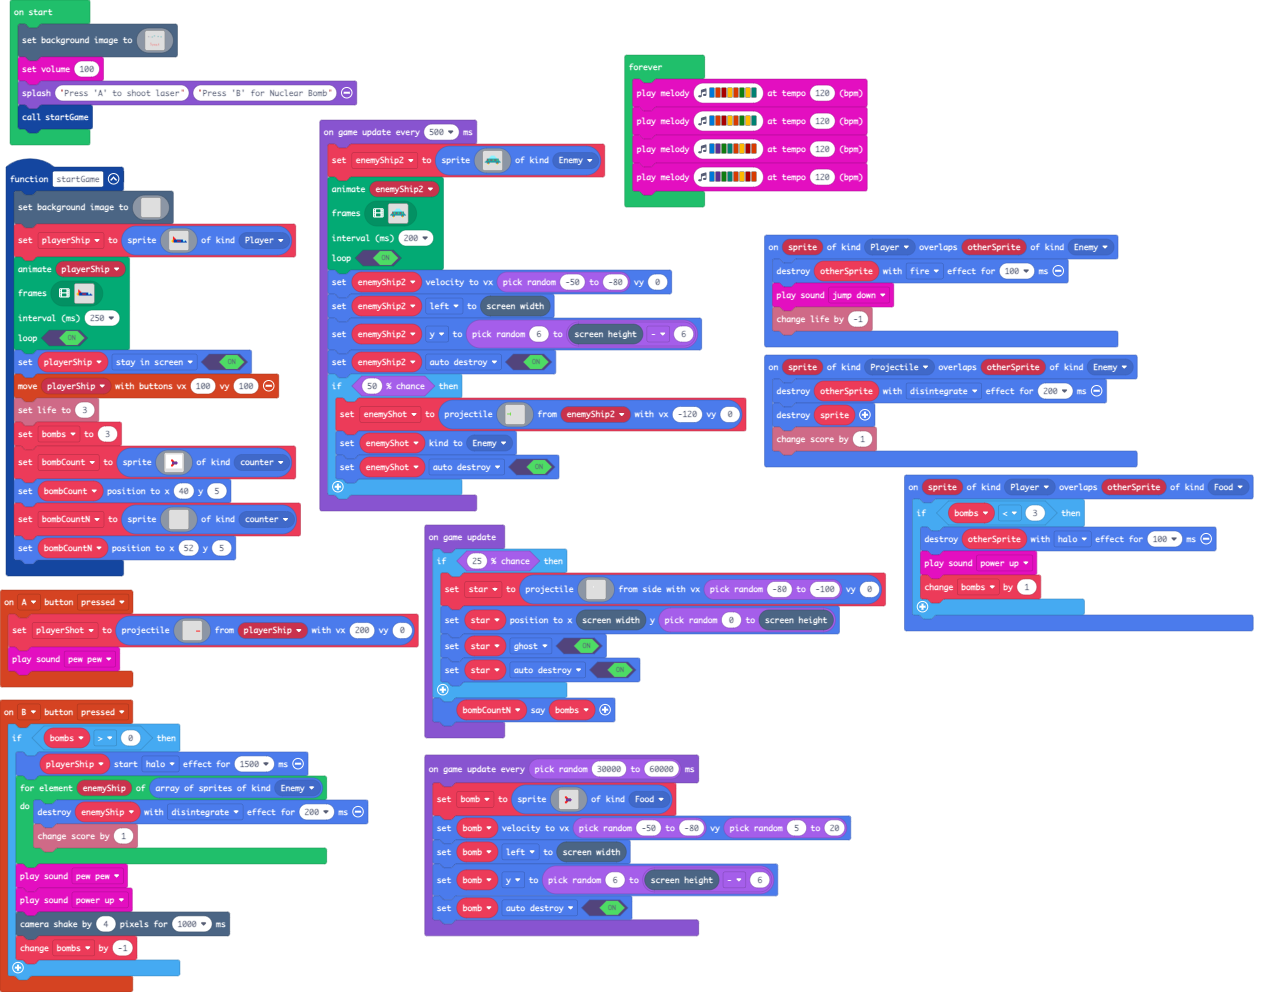 on start
set background image to
set volume 100
splash "Press 'A' to shoot laser" "Press 'B' for Nuclear Bomb"
call startGame
function startGame
set background image to
set playerShip to sprite of kind Player
animate playerShip
frames
interval (ms) 250
loop ON
set playerShip stay in screen ON
move playerShip with buttons vx 100 vy 100
set life to 3
set bombs to 3
set bombCount to sprite of kind counter
set bombCount position to x 40 y 5
set bombCountN to sprite of kind counter
set bombCountN position to x 52 y 5
on A button pressed
set playerShot to projectile from playerShip with vx 200 vy 0
play sound pew pew
on B button pressed
if bombs > 0 then
playerShip start halo effect for 1500 ms
for element enemyShip of array of sprites of kind Enemy
do destroy enemyShip with disintegrate effect for 200 ms
change score by 1
play sound pew pew
play sound power up
camera shake by 4 pixels for 1000 ms
change bombs by -1
on game update every 500 ms
set enemyShip2 to sprite of kind Enemy
animate enemyShip2
frames
interval (ms) 200
loop ON
set enemyShip2 velocity to vx pick random -50 to -80 vy 0
set enemyShip2 left to screen width
set enemyShip2 y to pick random 6 to screen height - 6
set enemyShip2 auto destroy ON
if 50 % chance then
set enemyShot to projectile from enemyShip2 with vx -120 vy 0
set enemyShot kind to Enemy
set enemyShot auto destroy ON
on game update
if 25 % chance then
set star to projectile from side with vx pick random -80 to -100 vy 0
set star position to x screen width y pick random 0 to screen height
set star ghost ON
set star auto destroy ON
bombCountN say bombs
on game update every pick random 30000 to 60000 ms
set bomb to sprite of kind Food
set bomb velocity to vx pick random -50 to -80 vy pick random 5 to 20
set bomb left to screen width
set bomb y to pick random 6 to screen height - 6
set bomb auto destroy ON
forever
play melody at tempo 120 (bpm)
play melody at tempo 120 (bpm)
play melody at tempo 120 (bpm)
play melody at tempo 120 (bpm)
on sprite of kind Player overlaps otherSprite of kind Enemy
destroy otherSprite with fire effect for 100 ms
play sound jump down
change life by -1
on sprite of kind Projectile overlaps otherSprite of kind Enemy
destroy otherSprite with disintegrate effect for 200 ms
destroy sprite
change score by 1
on sprite of kind Player overlaps otherSprite of kind Food
if bombs < 3 then
destroy otherSprite with halo effect for 100 ms
play sound power up
change bombs by 1